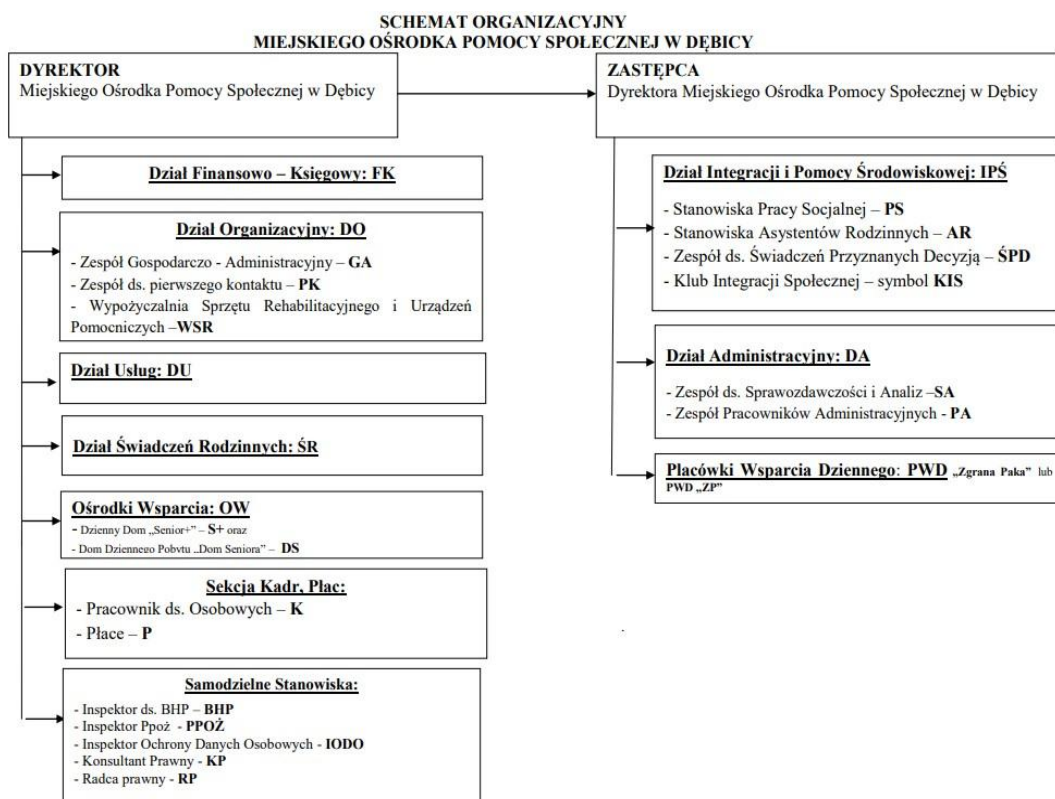 SCHEMAT ORGANIZACYJNY
MIEJSKIEGO OŚRODKA POMOCY SPOŁECZNEJ W DĘBICY
DYREKTOR
Miejskiego Ośrodka Pomocy Społecznej w Dębicy
ZASTĘPCA
Dyrektora Miejskiego Ośrodka Pomocy Społecznej w Dębicy
Dział Finansowo – Księgowy: FK
Dział Organizacyjny: DO
- Zespół Gospodarczo - Administracyjny – GA
- Zespół ds. pierwszego kontaktu – PK
- Wypożyczalnia Sprzętu Rehabilitacyjnego i Urządzeń
Pomocniczych –WSR
Dział Usług: DU
Dział Świadczeń Rodzinnych: ŚR
Ośrodki Wsparcia: OW
- Dzienny Dom „Senior+” – S+ oraz
- Dom Dziennego Pobytu „Dom Seniora” – DS
Sekcja Kadr, Płac:
- Pracownik ds. Osobowych – K
- Płace – P
Samodzielne Stanowiska:
- Inspektor ds. BHP – BHP
- Inspektor Ppoż - PPOŻ
- Inspektor Ochrony Danych Osobowych - IODO
- Konsultant Prawny - KP
- Radca prawny - RP
Dział Integracji i Pomocy Środowiskowej: IPŚ
- Stanowiska Pracy Socjalnej – PS
- Stanowiska Asystentów Rodzinnych – AR
- Zespół ds. Świadczeń Przyznanych Decyzją – ŚPD
- Klub Integracji Społecznej – symbol KIS
Dział Administracyjny: DA
- Zespół ds. Sprawozdawczości i Analiz –SA
- Zespół Pracowników Administracyjnych - PA
Placówki Wsparcia Dziennego: PWD „Zgrana Paka” lub
PWD „ZP”